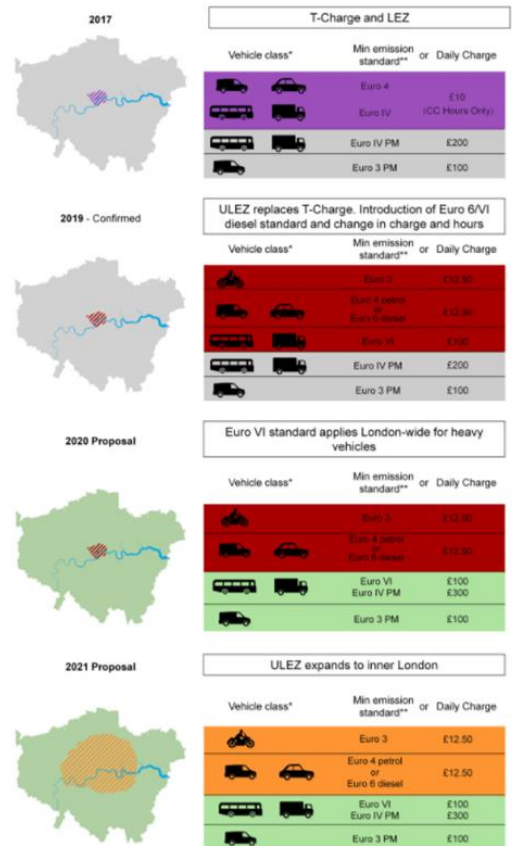 2017
T-Charge and LEZ
Vehicle class*
Min emission
standard** or Daily Charge
Euro 4
£10
(CC Hours Only)
Euro IV
Euro IV PM £200
Euro 3 PM £100
2019 - Confirmed
ULEZ replaces T-Charge. Introduction of Euro 6/VI
diesel standard and change in charge and hours
Vehicle class*
Min emission
standard** or Daily Charge
Euro 3 £12.50
Euro 4 petrol
or £12.50
Euro 6 diesel
Euro VI £100
Euro IV PM £200
Euro 3 PM £100
2020 Proposal
Euro VI standard applies London-wide for heavy
vehicles
Vehicle class*
Min emission
standard** or Daily Charge
Euro 3 £12.50
Euro 4 petrol
or £12.50
Euro 6 diesel
Euro VI £100
Euro IV PM £300
Euro 3 PM £100
2021 Proposal
ULEZ expands to inner London
Vehicle class*
Min emission
standard** or Daily Charge
Euro 3 £12.50
Euro 4 petrol
or £12.50
Euro 6 diesel
Euro VI £100
Euro IV PM £300
Euro 3 PM £100